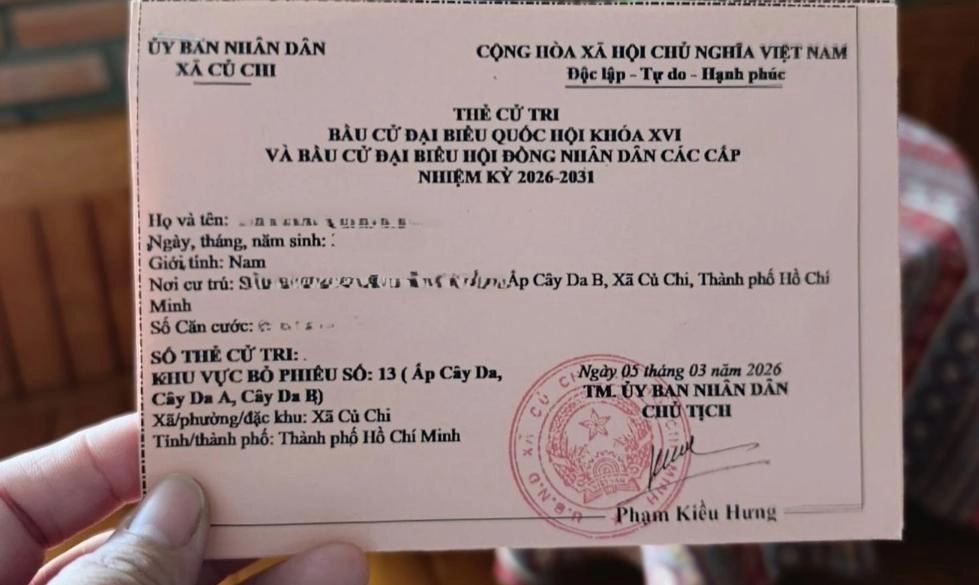 ỦY BAN NHÂN DÂN
XÃ CỦ CHI
CỘNG HÒA XÃ HỘI CHỦ NGHĨA VIỆT NAM
Độc lập - Tự do - Hạnh phúc
THẺ CỬ TRI
BẦU CỬ ĐẠI BIỂU QUỐC HỘI KHÓA XVI
VÀ BẦU CỬ ĐẠI BIỂU HỘI ĐỒNG NHÂN DÂN CÁC CẤP
NHIỆM KỲ 2026-2031
Họ và tên:
Ngày, tháng, năm sinh:
Giới tính: Nam
Nơi cư trú: Ấp Cây Da B, Xã Củ Chi, Thành phố Hồ Chí
Minh
Số Căn cước:
SỐ THẺ CỬ TRI:
KHU VỰC BỎ PHIẾU SỐ: 13 ( Ấp Cây Da,
Cây Da A, Cây Da B)
Xã/phường/đặc khu: Xã Củ Chi
Tỉnh/thành phố: Thành phố Hồ Chí Minh
Ngày 05 tháng 03 năm 2026
TM. ỦY BAN NHÂN DÂN
CHỦ TỊCH
U.B.N.D XÃ CỦ CHI
Phạm Kiều Hưng